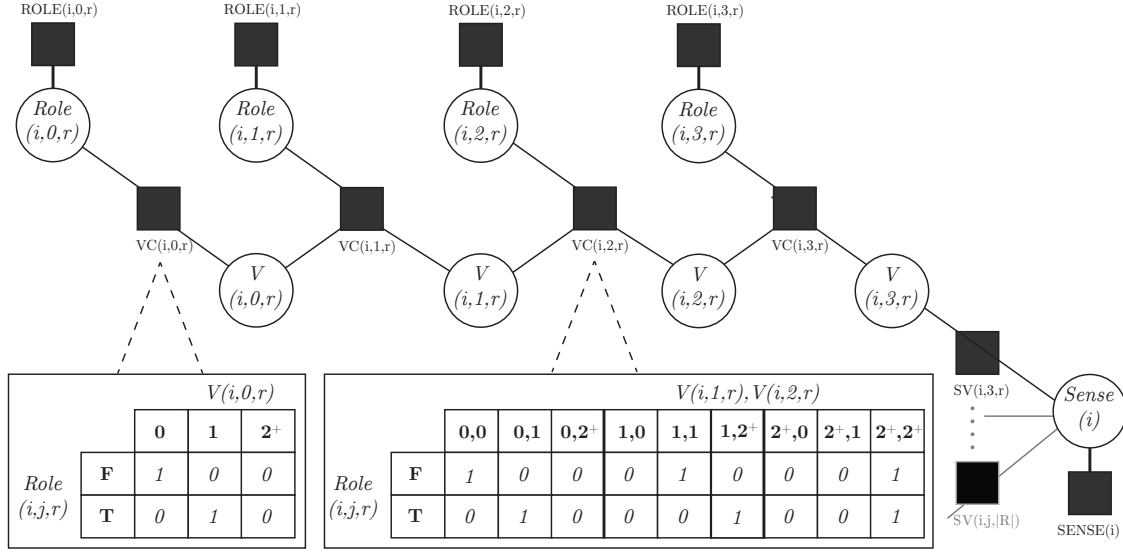 ROLE(i,0,r) ROLE(i,1,r) ROLE(i,2,r) ROLE(i,3,r)
Role Role Role Role
(i,0,r) (i,1,r) (i,2,r) (i,3,r)
VC(i,0,r) VC(i,1,r) VC(i,2,r) VC(i,3,r)
V V V V
(i,0,r) (i,1,r) (i,2,r) (i,3,r)
V(i,0,r)
0 1 2+
Role
(i,j,r)
F 1 0 0
T 0 1 0
V(i,1,r),V(i,2,r)
0,0 0,1 0,2+ 1,0 1,1 1,2+ 2+,0 2+,1 2+,2+
Role
(i,j,r)
F 1 0 0 0 1 0 0 0 1
T 0 1 0 0 0 1 0 0 1
SV(i,3,r)
Sense
(i)
SV(i,j,|R|)
SENSE(i)